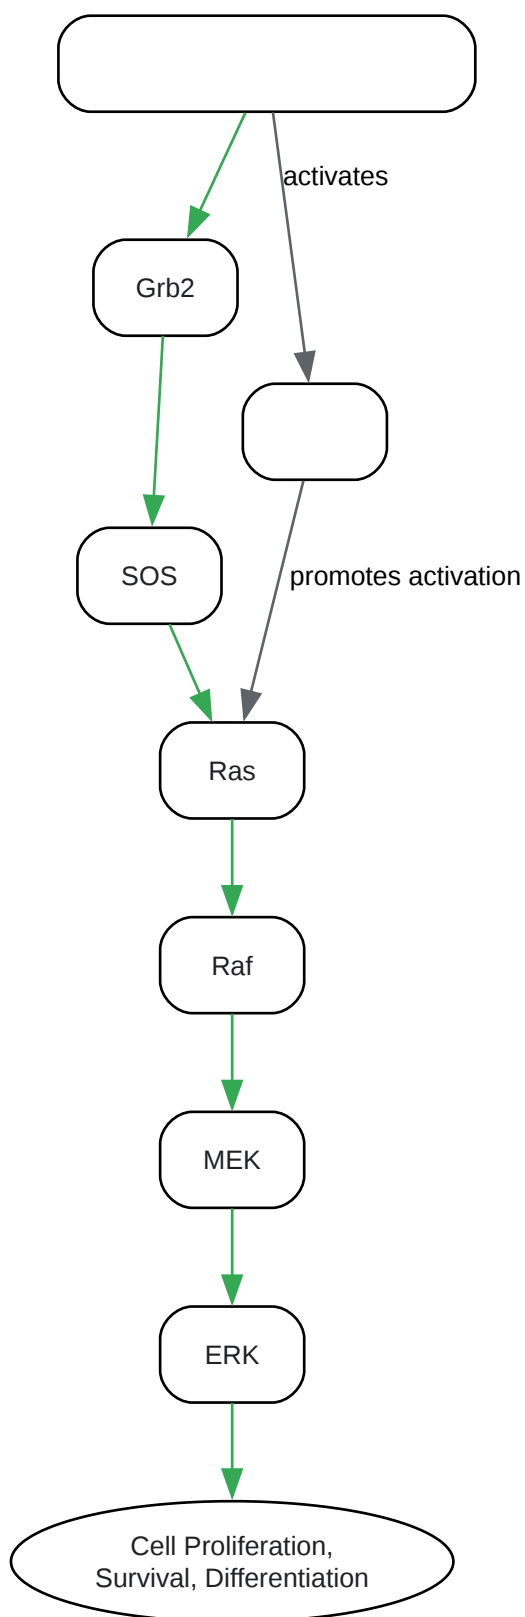 activates
Grb2
SOS
promotes activation
Ras
Raf
MEK
ERK
Cell Proliferation,
Survival, Differentiation